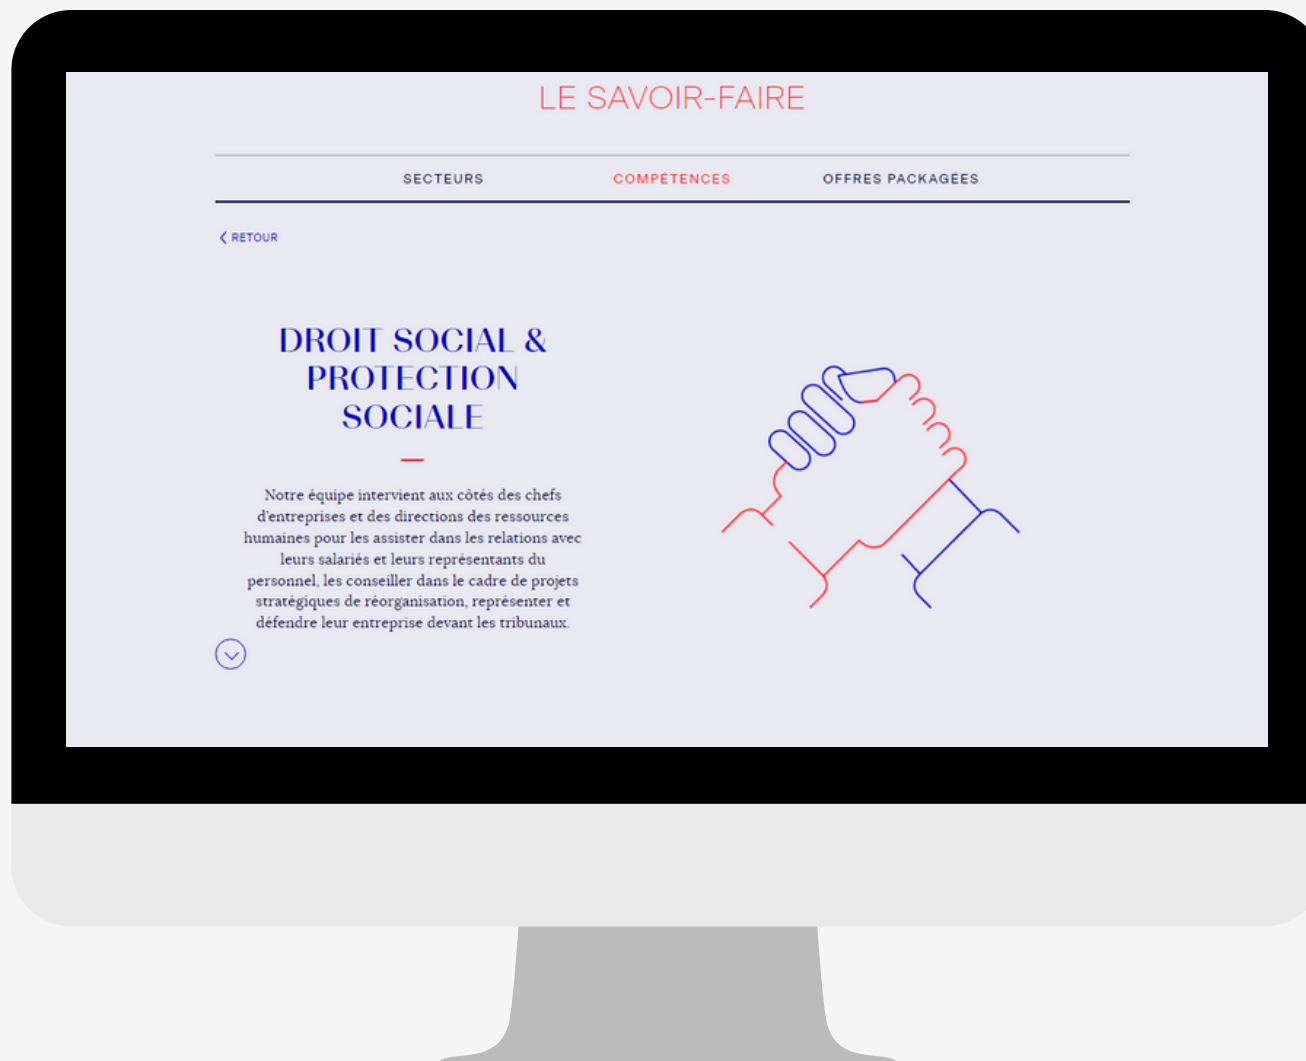 LE SAVOIR-FAIRE
SECTEURS
COMPÉTENCES
OFFRES PACKAGÉES
RETOUR
DROIT SOCIAL &
PROTECTION
SOCIALE
Notre équipe intervient aux côtés des chefs
d'entreprises et des directions des ressources
humaines pour les assister dans les relations avec
leurs salariés et leurs représentants du
personnel, les conseiller dans le cadre de projets
stratégiques de réorganisation, représenter et
défendre leur entreprise devant les tribunaux.